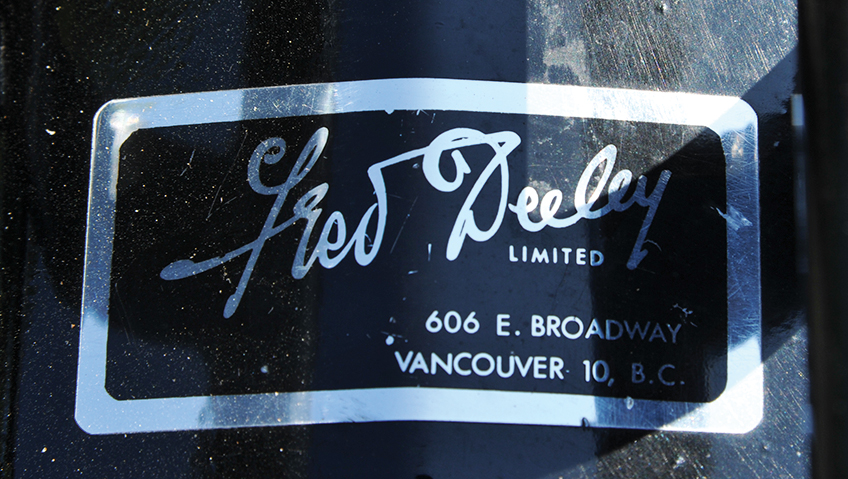 Fred Deeley
LIMITED
606 E. BROADWAY
VANCOUVER 10, B.C.